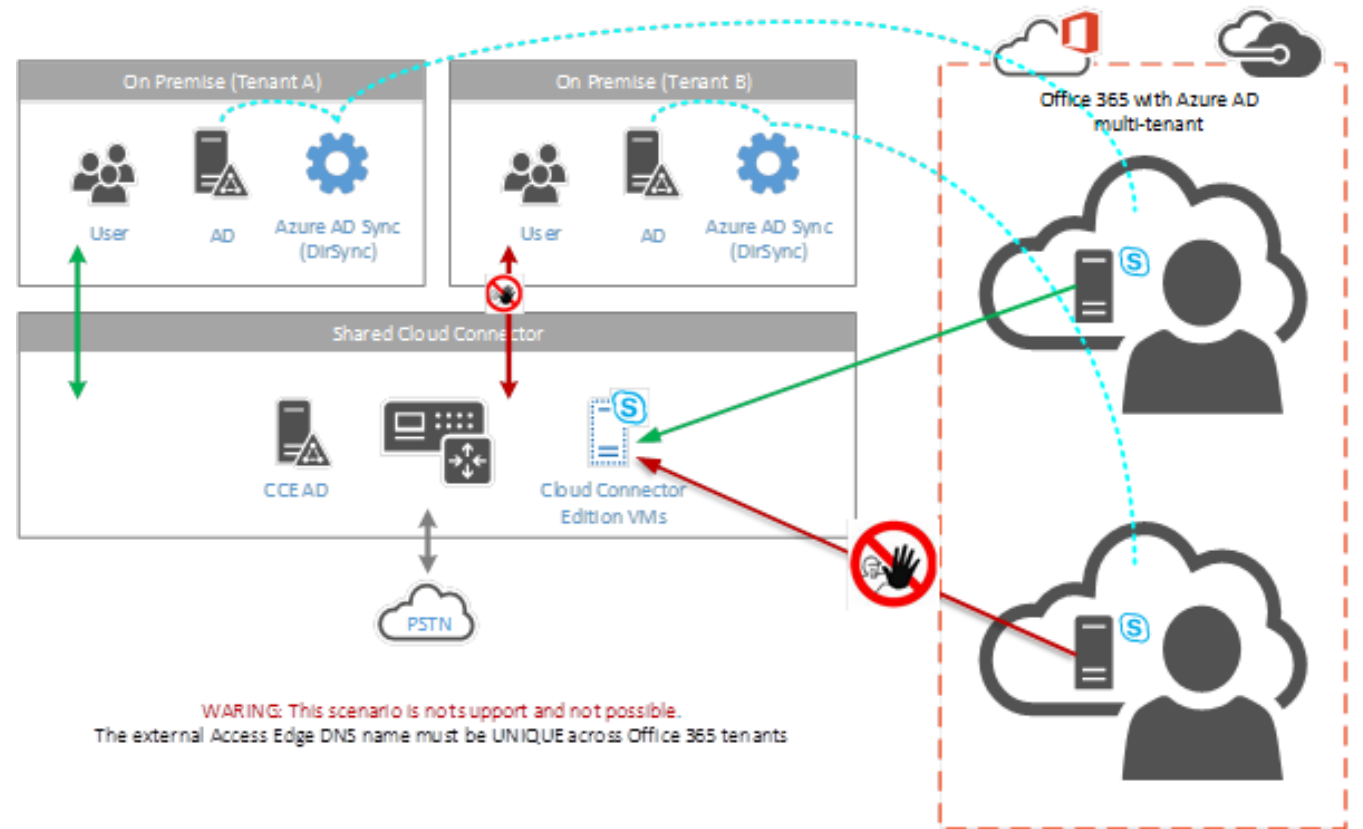 On Premise (Tenant A)
On Premise (Tenant B)
Office 365 with Azure AD
multi-tenant
User
AD
Azure AD Sync
(DirSync)
User
AD
Azure AD Sync
(DirSync)
S
Shared Cloud Connector
S
CCE AD
Cloud Connector
Edition VMs
PSTN
S
WARING: This scenario is not support and not possible.
The external Access Edge DNS name must be UNIQUE across Office 365 tenants